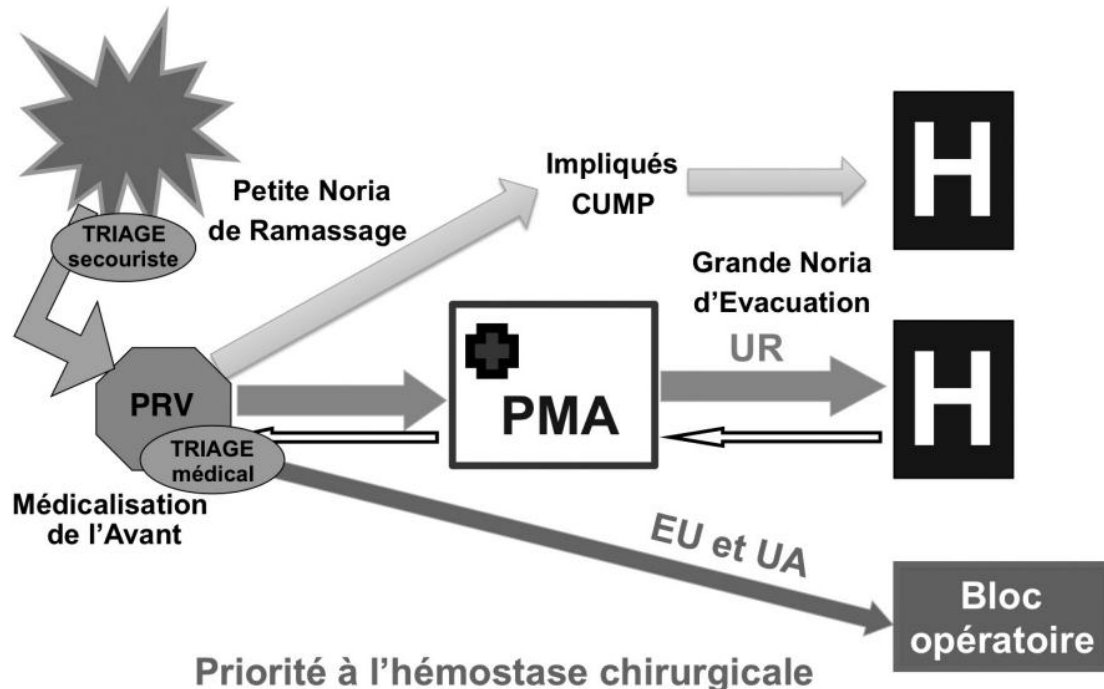 TRIAGE
secouriste
Petite Noria
de Ramassage
Impliqués
CUMP
H
Grande Noria
d'Evacuation
UR
PRV
TRIAGE
médical
PMA
H
Médicalisation
de l'Avant
EU et UA
Bloc
opératoire
Priorité à l'hémostase chirurgicale